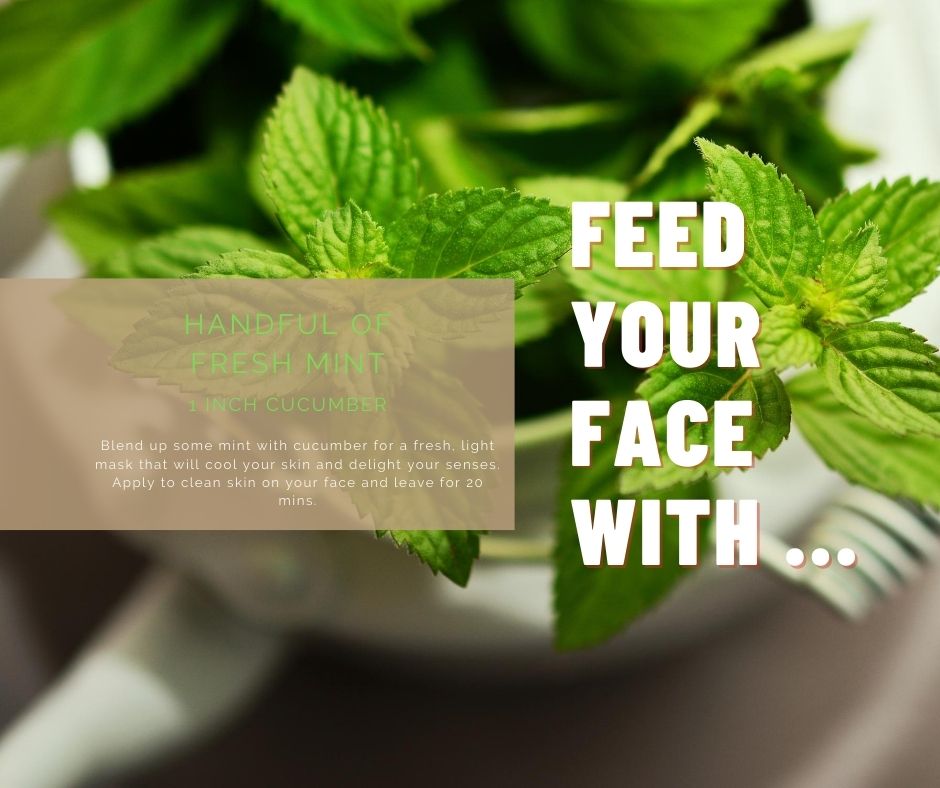 FEED
YOUR
FACE
WITH ...
HANDFUL OF
FRESH MINT
1 INCH CUCUMBER
Blend up some mint with cucumber for a fresh, light
mask that will cool your skin and delight your senses.
Apply to clean skin on your face and leave for 20
mins.